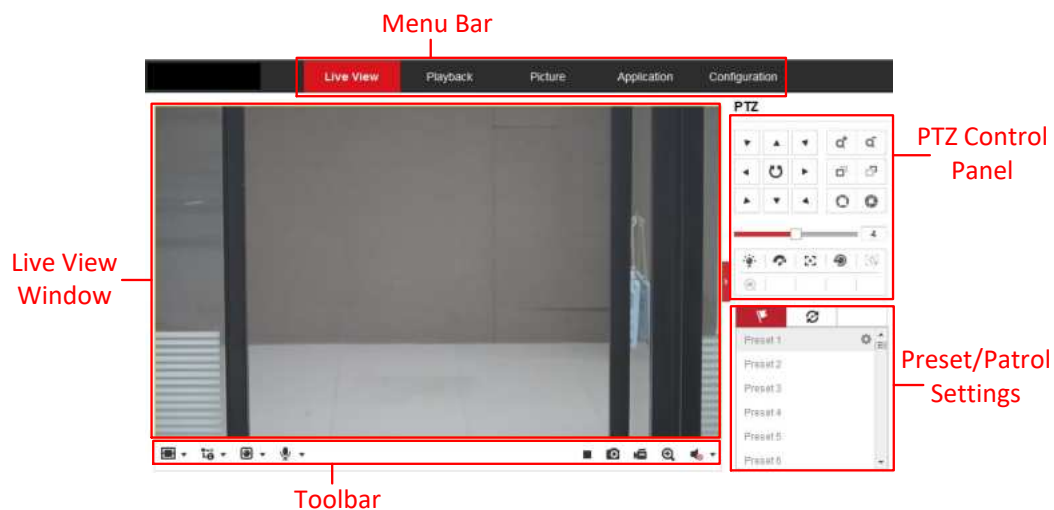 Menu Bar
Live View Playback Picture Application Configuration
PTZ
PTZ Control
Panel
4
Live View
Window
Preset 1
Preset 2
Preset 3
Preset 4
Preset 5
Preset 6
Preset/Patrol
Settings
Toolbar